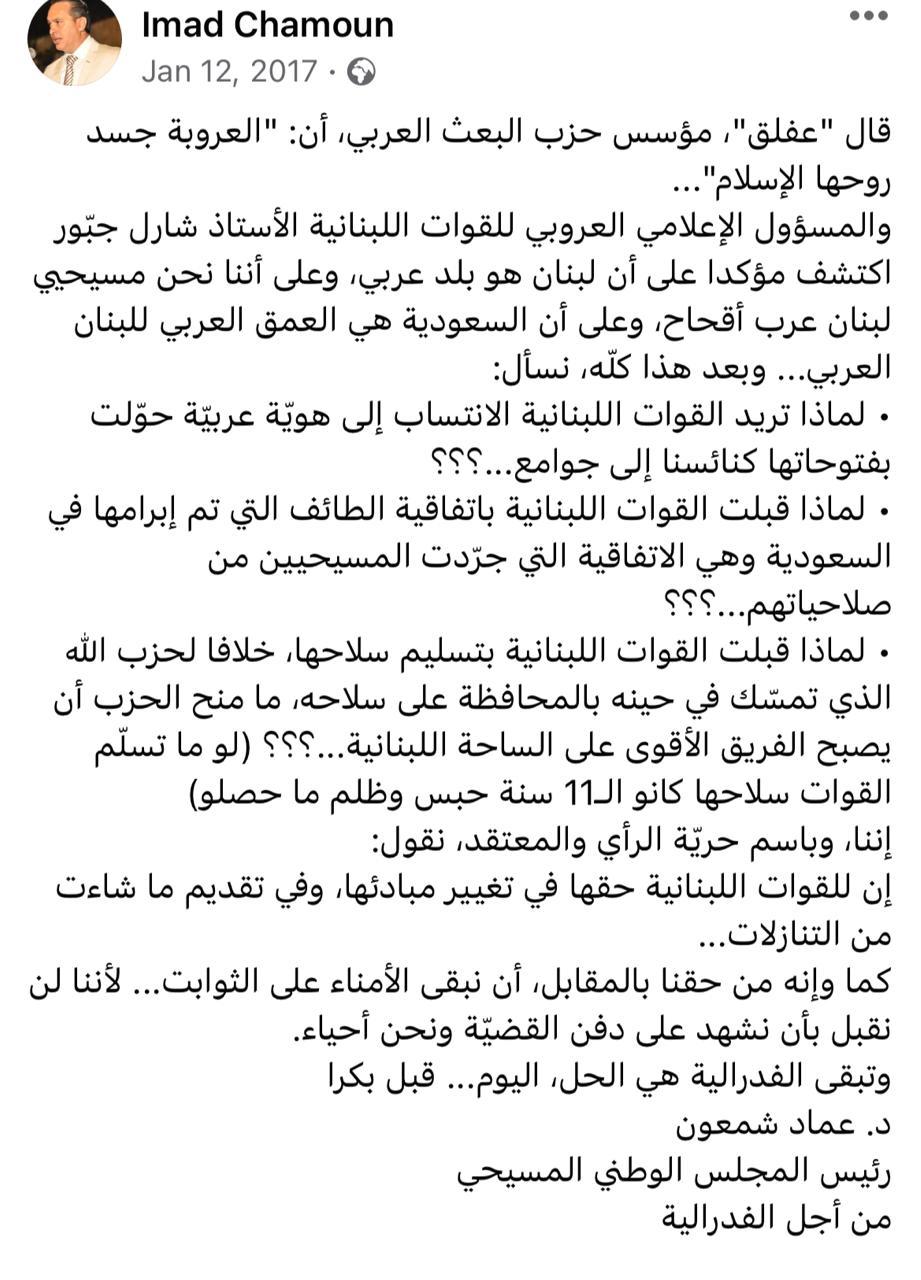 Imad Chamoun
Jan 12, 2017 ·
قال "عفلق"، مؤسس حزب البعث العربي، أن: "العروبة جسد
روحها الإسلام"...
والمسؤول الإعلامي العروبي للقوات اللبنانية الأستاذ شارل جبّور
اكتشف مؤكدا على أن لبنان هو بلد عربي، وعلى أننا نحن مسيحيي
لبنان عرب أقحاح، وعلى أن السعودية هي العمق العربي للبنان
العربي... وبعد هذا كلّه، نسأل:
• لماذا تريد القوات اللبنانية الانتساب إلى هويّة عربيّة حوّلت
بفتوحاتها كنائسنا إلى جوامع...؟؟؟
• لماذا قبلت القوات اللبنانية باتفاقية الطائف التي تم إبرامها في
السعودية وهي الاتفاقية التي جرّدت المسيحيين من
صلاحياتهم...؟؟؟
• لماذا قبلت القوات اللبنانية بتسليم سلاحها، خلافا لحزب الله
الذي تمسّك في حينه بالمحافظة على سلاحه، ما منح الحزب أن
يصبح الفريق الأقوى على الساحة اللبنانية...؟؟؟ (لو ما تسلّم
القوات سلاحها كانو الـ11 سنة حبس وظلم ما حصلو)
إننا، وباسم حريّة الرأي والمعتقد، نقول:
إن للقوات اللبنانية حقها في تغيير مبادئها، وفي تقديم ما شاءت
من التنازلات...
كما وإنه من حقنا بالمقابل، أن نبقى الأمناء على الثوابت... لأننا لن
نقبل بأن نشهد على دفن القضيّة ونحن أحياء.
وتبقى الفدرالية هي الحل، اليوم... قبل بكرا
د. عماد شمعون
رئيس المجلس الوطني المسيحي
من أجل الفدرالية